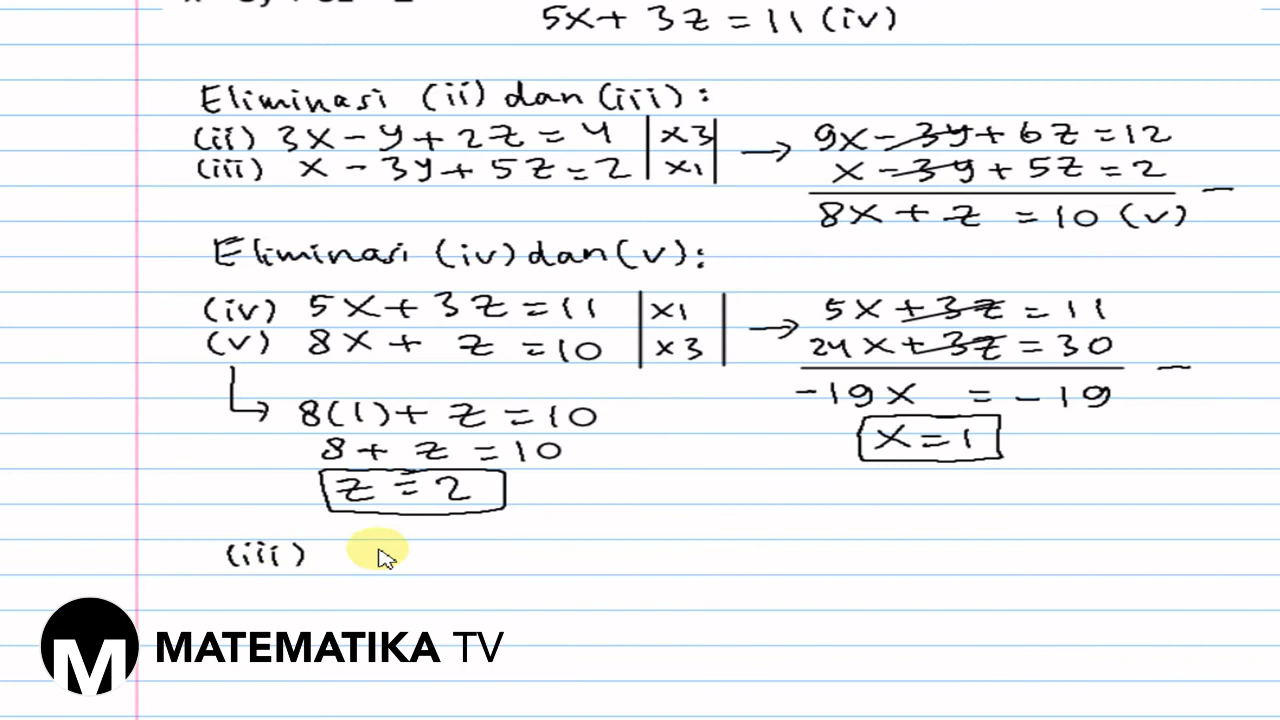 5x + 3z = 11 (iv)
Eliminasi (ii) dan (iii) :
(ii) 3x - y + 2z = 4 | x3 | → 9x - 3y + 6z = 12
(iii) x - 3y + 5z = 2 | x1 | x - 3y + 5z = 2 -
8x + z = 10 (v)
Eliminasi (iv) dan (v) :
(iv) 5x + 3z = 11 | x1 | → 5x + 3z = 11
(v) 8x + z = 10 | x3 | 24x + 3z = 30 -
-19x = -19
8(1) + z = 10
x = 1
8 + z = 10
z = 2
(iii)
M MATEMATIKA TV